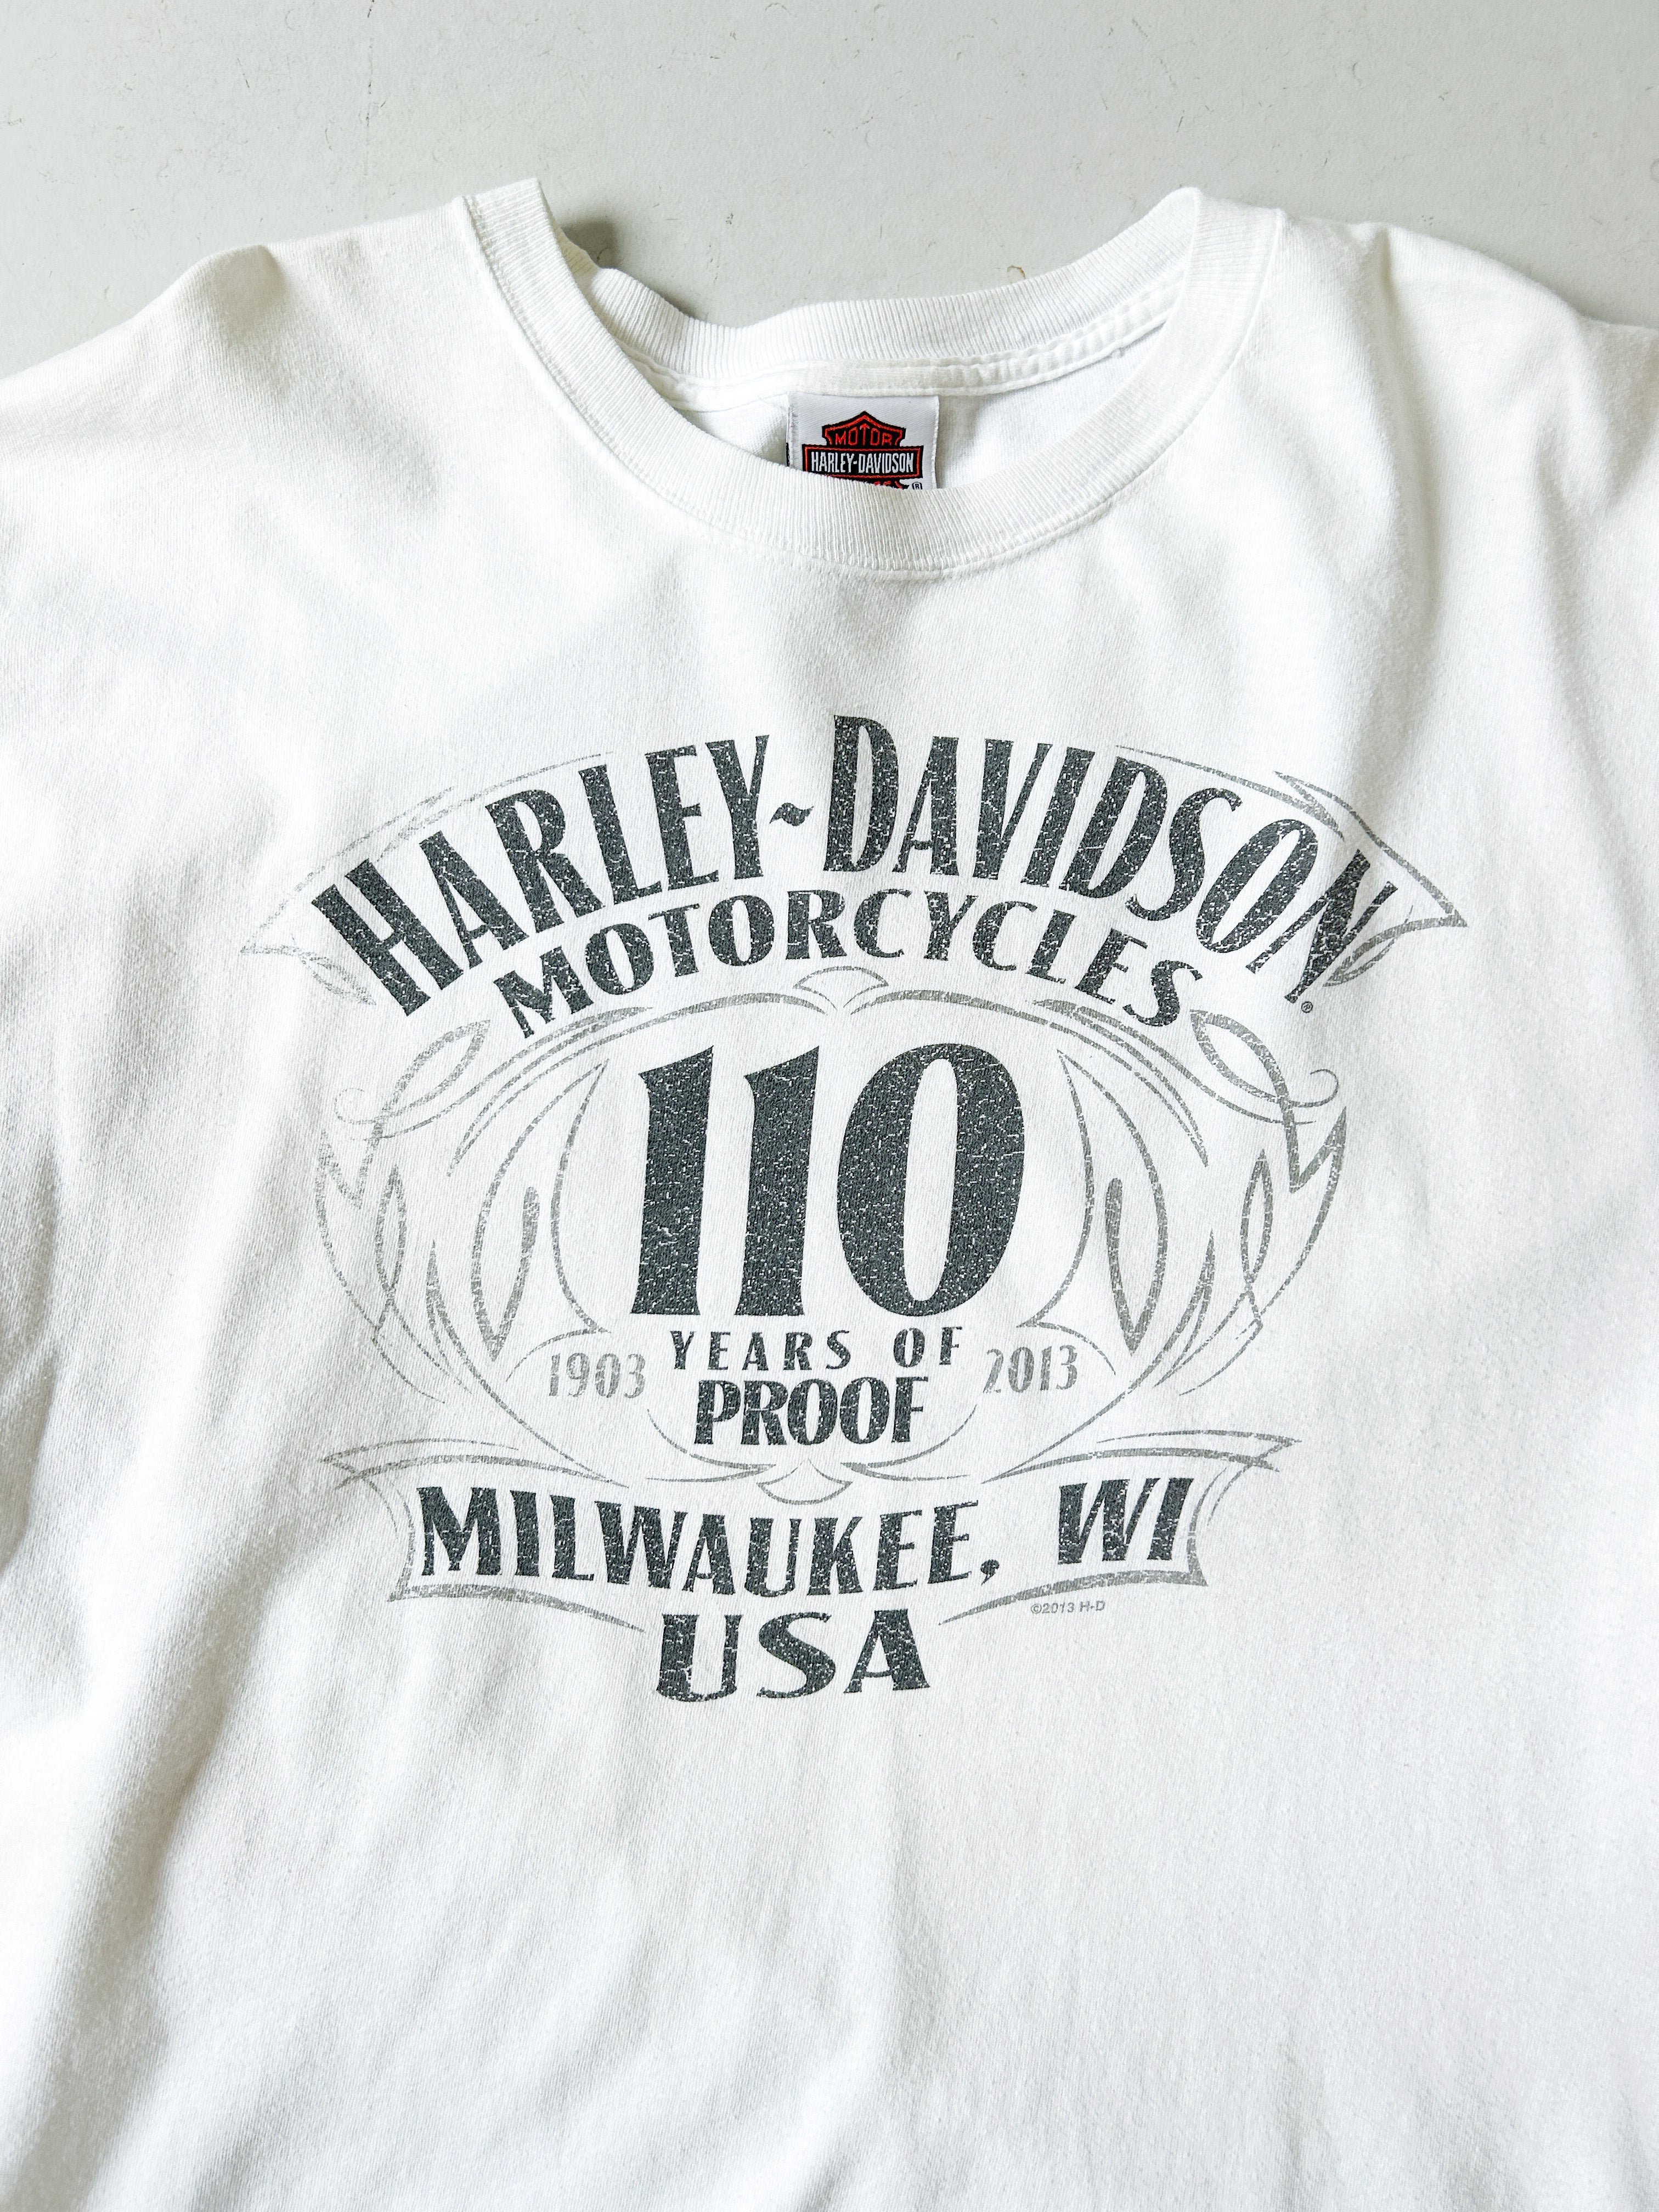 MOTOR
HARLEY-DAVIDSON
®
HARLEY~DAVIDSON®
MOTORCYCLES
110
1903 YEARS OF 2013
PROOF
MILWAUKEE, WI
©2013 H-D
USA